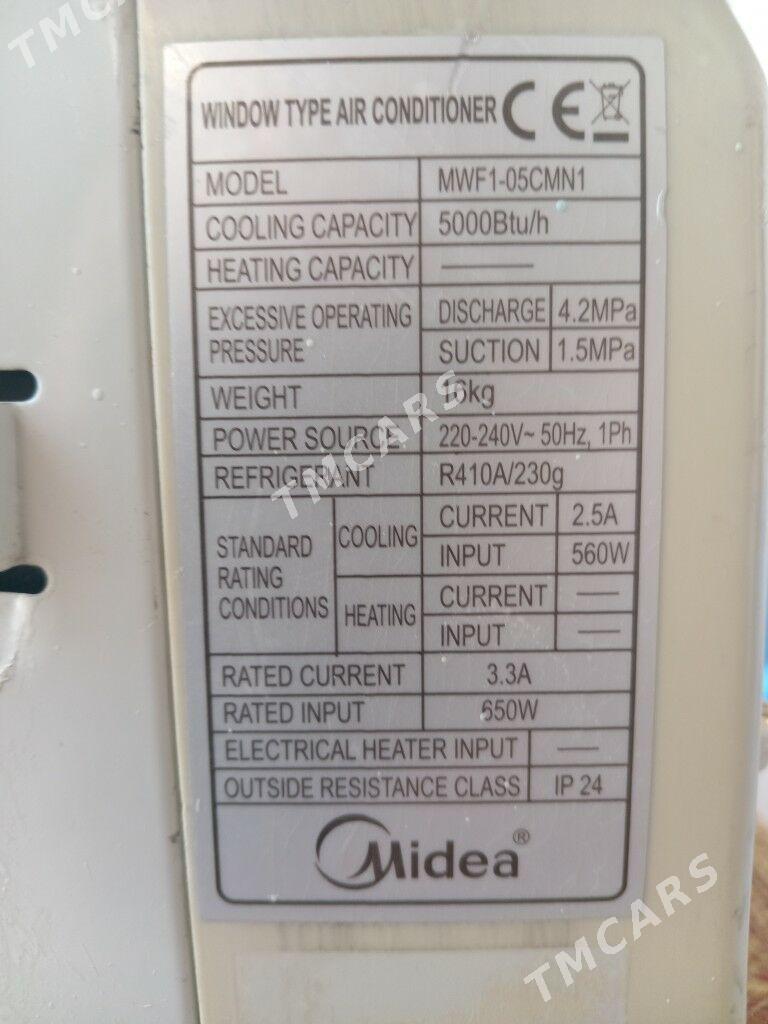 TMCARS
WINDOW TYPE AIR CONDITIONER CE
MODEL MWF1-05CMN1
COOLING CAPACITY 5000Btu/h
HEATING CAPACITY ——
EXCESSIVE OPERATING PRESSURE DISCHARGE 4.2MPa
SUCTION 1.5MPa
WEIGHT 16kg
POWER SOURCE 220-240V~ 50Hz, 1Ph
REFRIGERANT R410A/230g
TMCARS
STANDARD RATING CONDITIONS COOLING CURRENT 2.5A
INPUT 560W
HEATING CURRENT —
INPUT —
RATED CURRENT 3.3A
RATED INPUT 650W
ELECTRICAL HEATER INPUT —
OUTSIDE RESISTANCE CLASS IP 24
Midea®
TMCARS